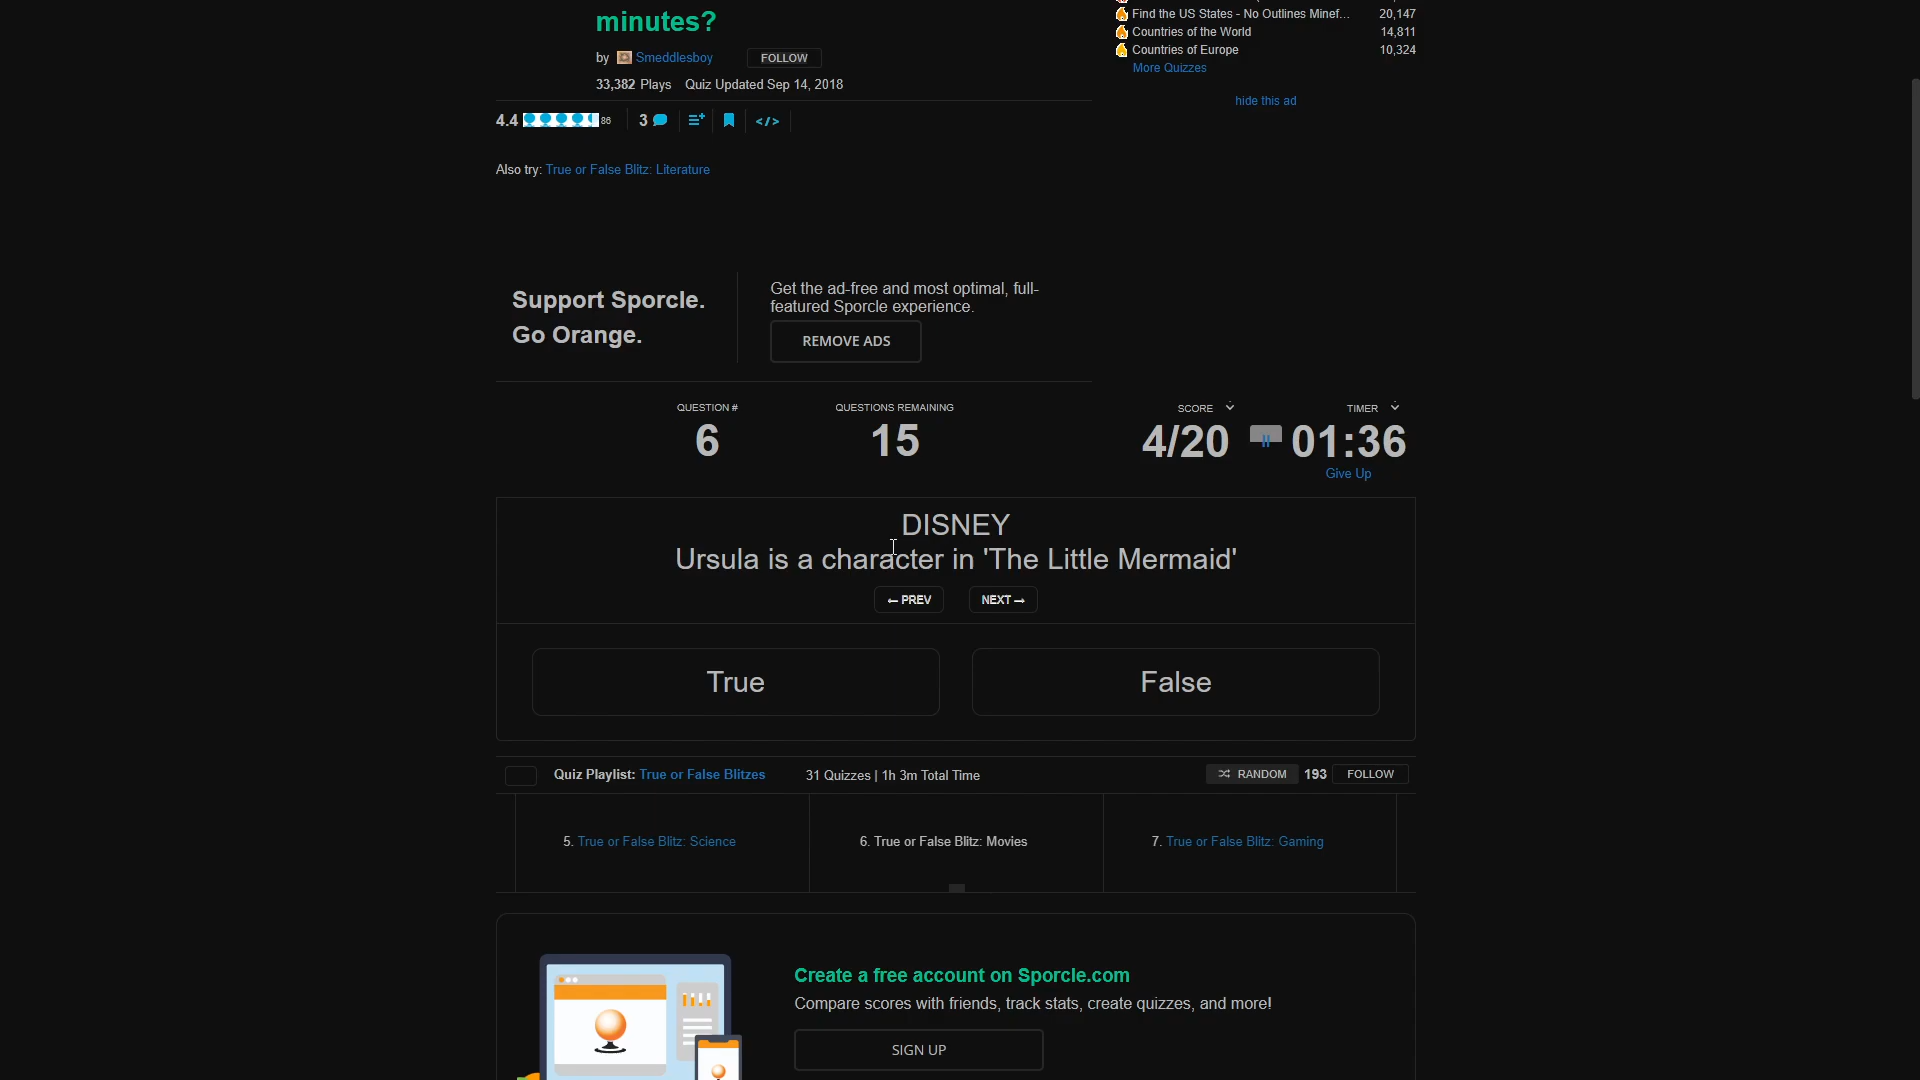 minutes?
by Smeddlesboy FOLLOW
33,382 Plays Quiz Updated Sep 14, 2018
4.4 86 3 </>
Also try: True or False Blitz: Literature
Find the US States - No Outlines Minef... 20,147
Countries of the World 14,811
Countries of Europe 10,324
More Quizzes
hide this ad
Support Sporcle.
Go Orange.
Get the ad-free and most optimal, full-
featured Sporcle experience.
REMOVE ADS
QUESTION # QUESTIONS REMAINING SCORE TIMER
6 15 4/20 01:36
Give Up
DISNEY
Ursula is a character in 'The Little Mermaid'
← PREV NEXT →
True False
Quiz Playlist: True or False Blitzes 31 Quizzes | 1h 3m Total Time RANDOM 193 FOLLOW
5. True or False Blitz: Science 6. True or False Blitz: Movies 7. True or False Blitz: Gaming
Create a free account on Sporcle.com
Compare scores with friends, track stats, create quizzes, and more!
SIGN UP